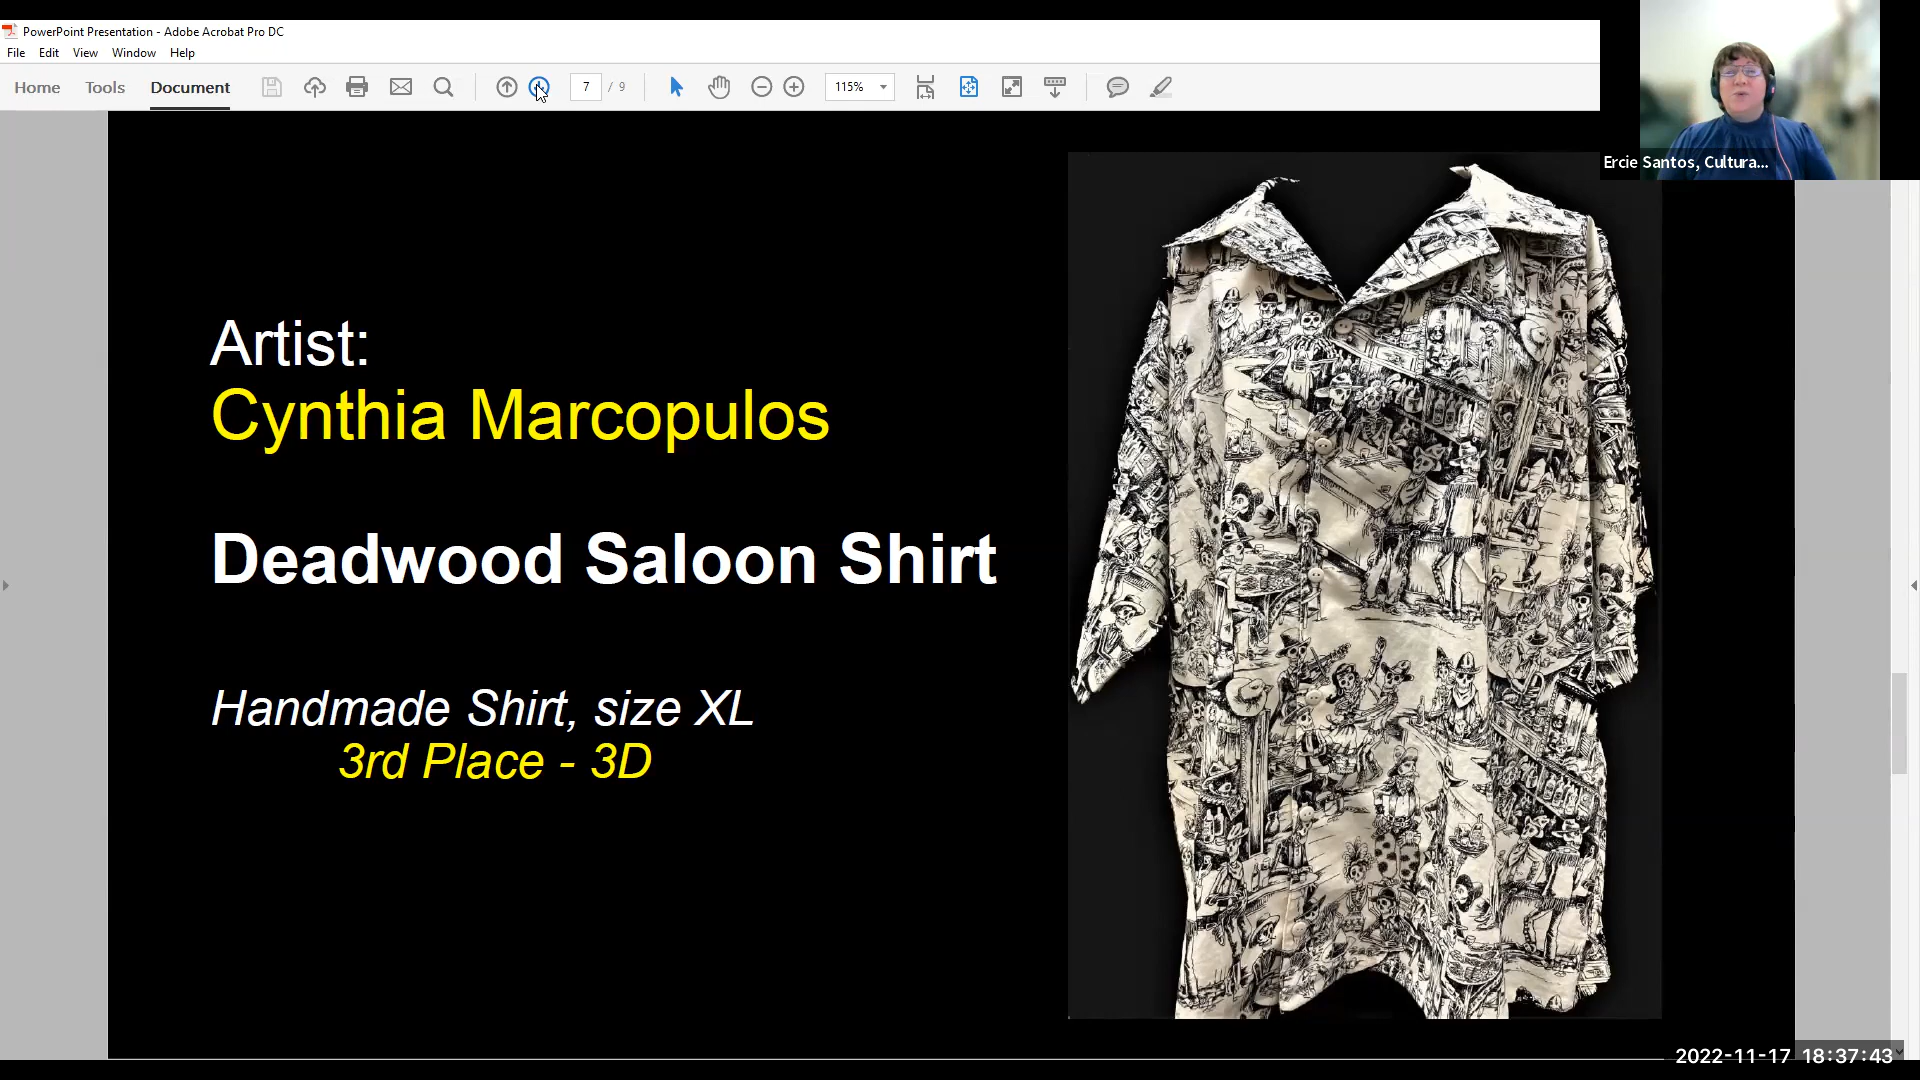 PowerPoint Presentation - Adobe Acrobat Pro DC
File Edit View Window Help
Home Tools Document 7 / 9 115%
Ercie Santos, Cultura...
Artist:
Cynthia Marcopulos
Deadwood Saloon Shirt
Handmade Shirt, size XL
3rd Place - 3D
2022-11-17 18:37:43